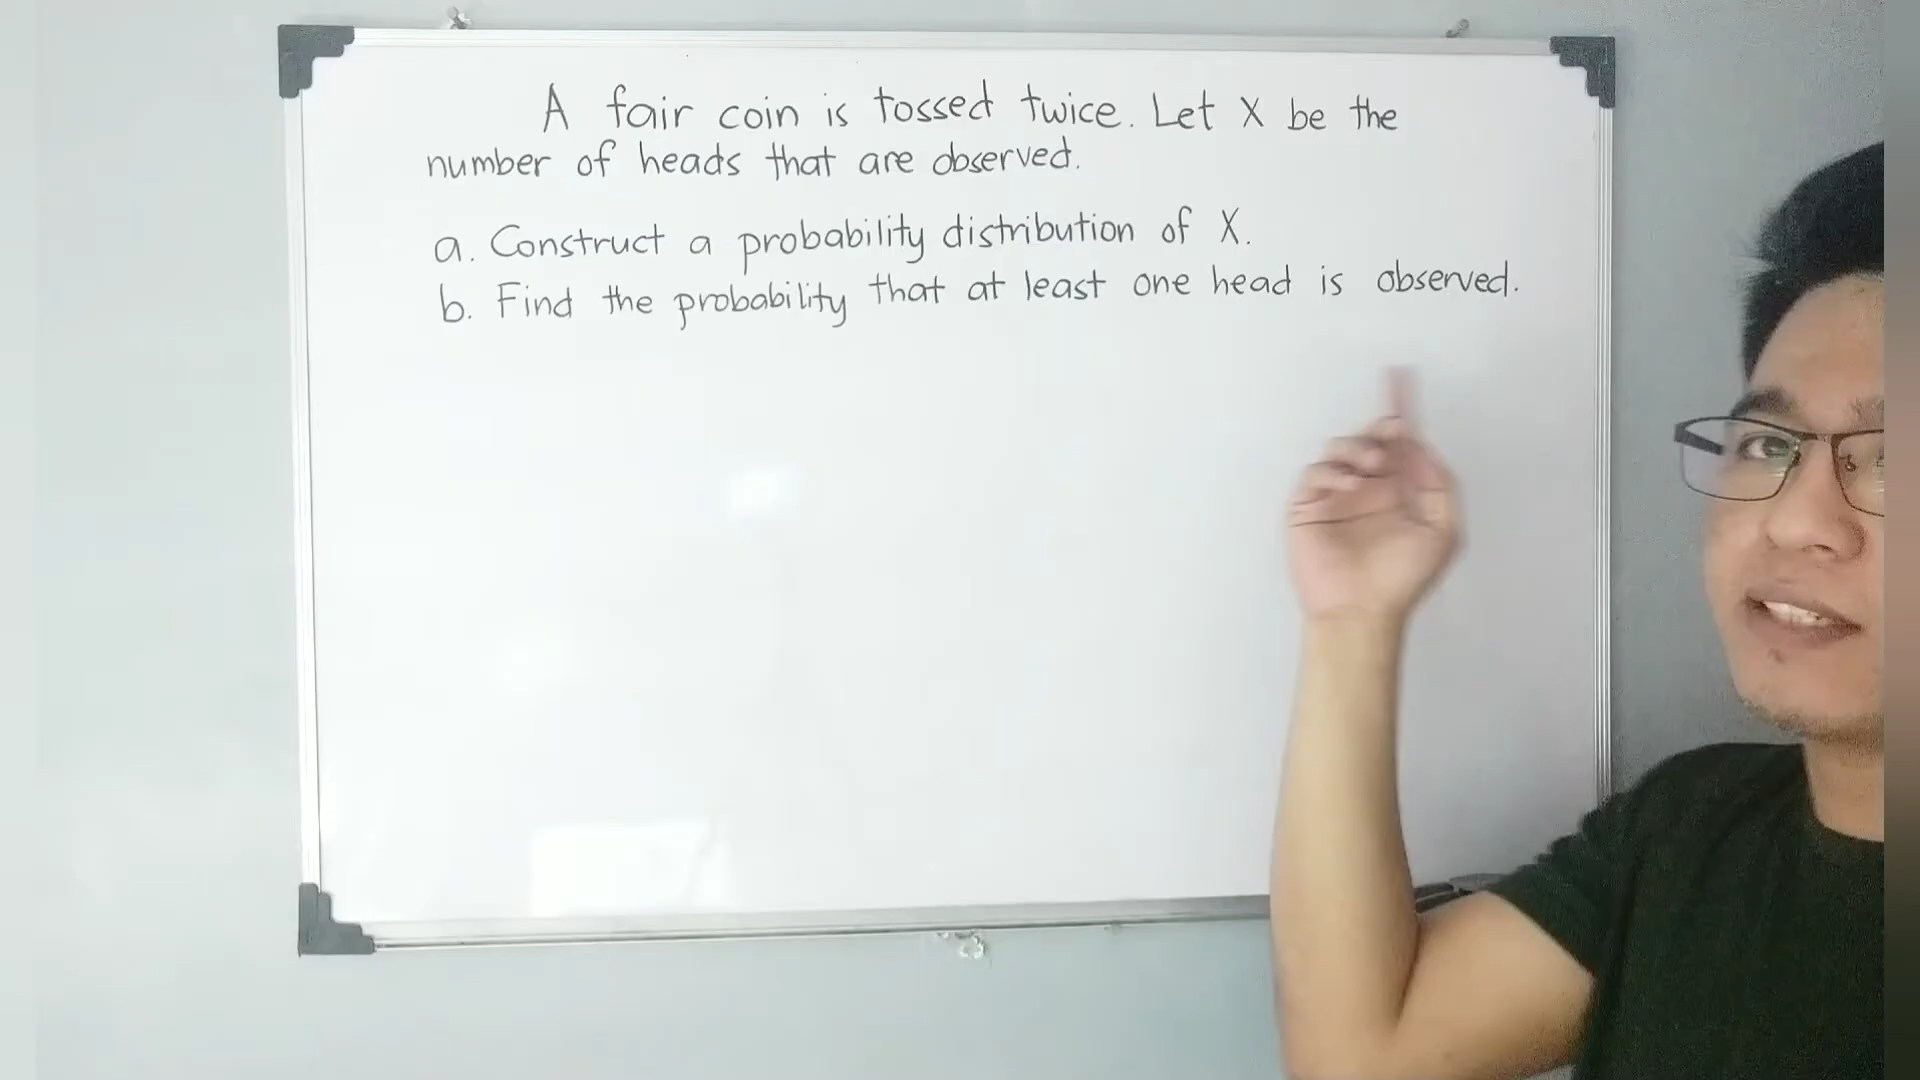 A fair coin is tossed twice. Let X be the
number of heads that are observed.
a. Construct a probability distribution of X.
b. Find the probability that at least one head is observed.